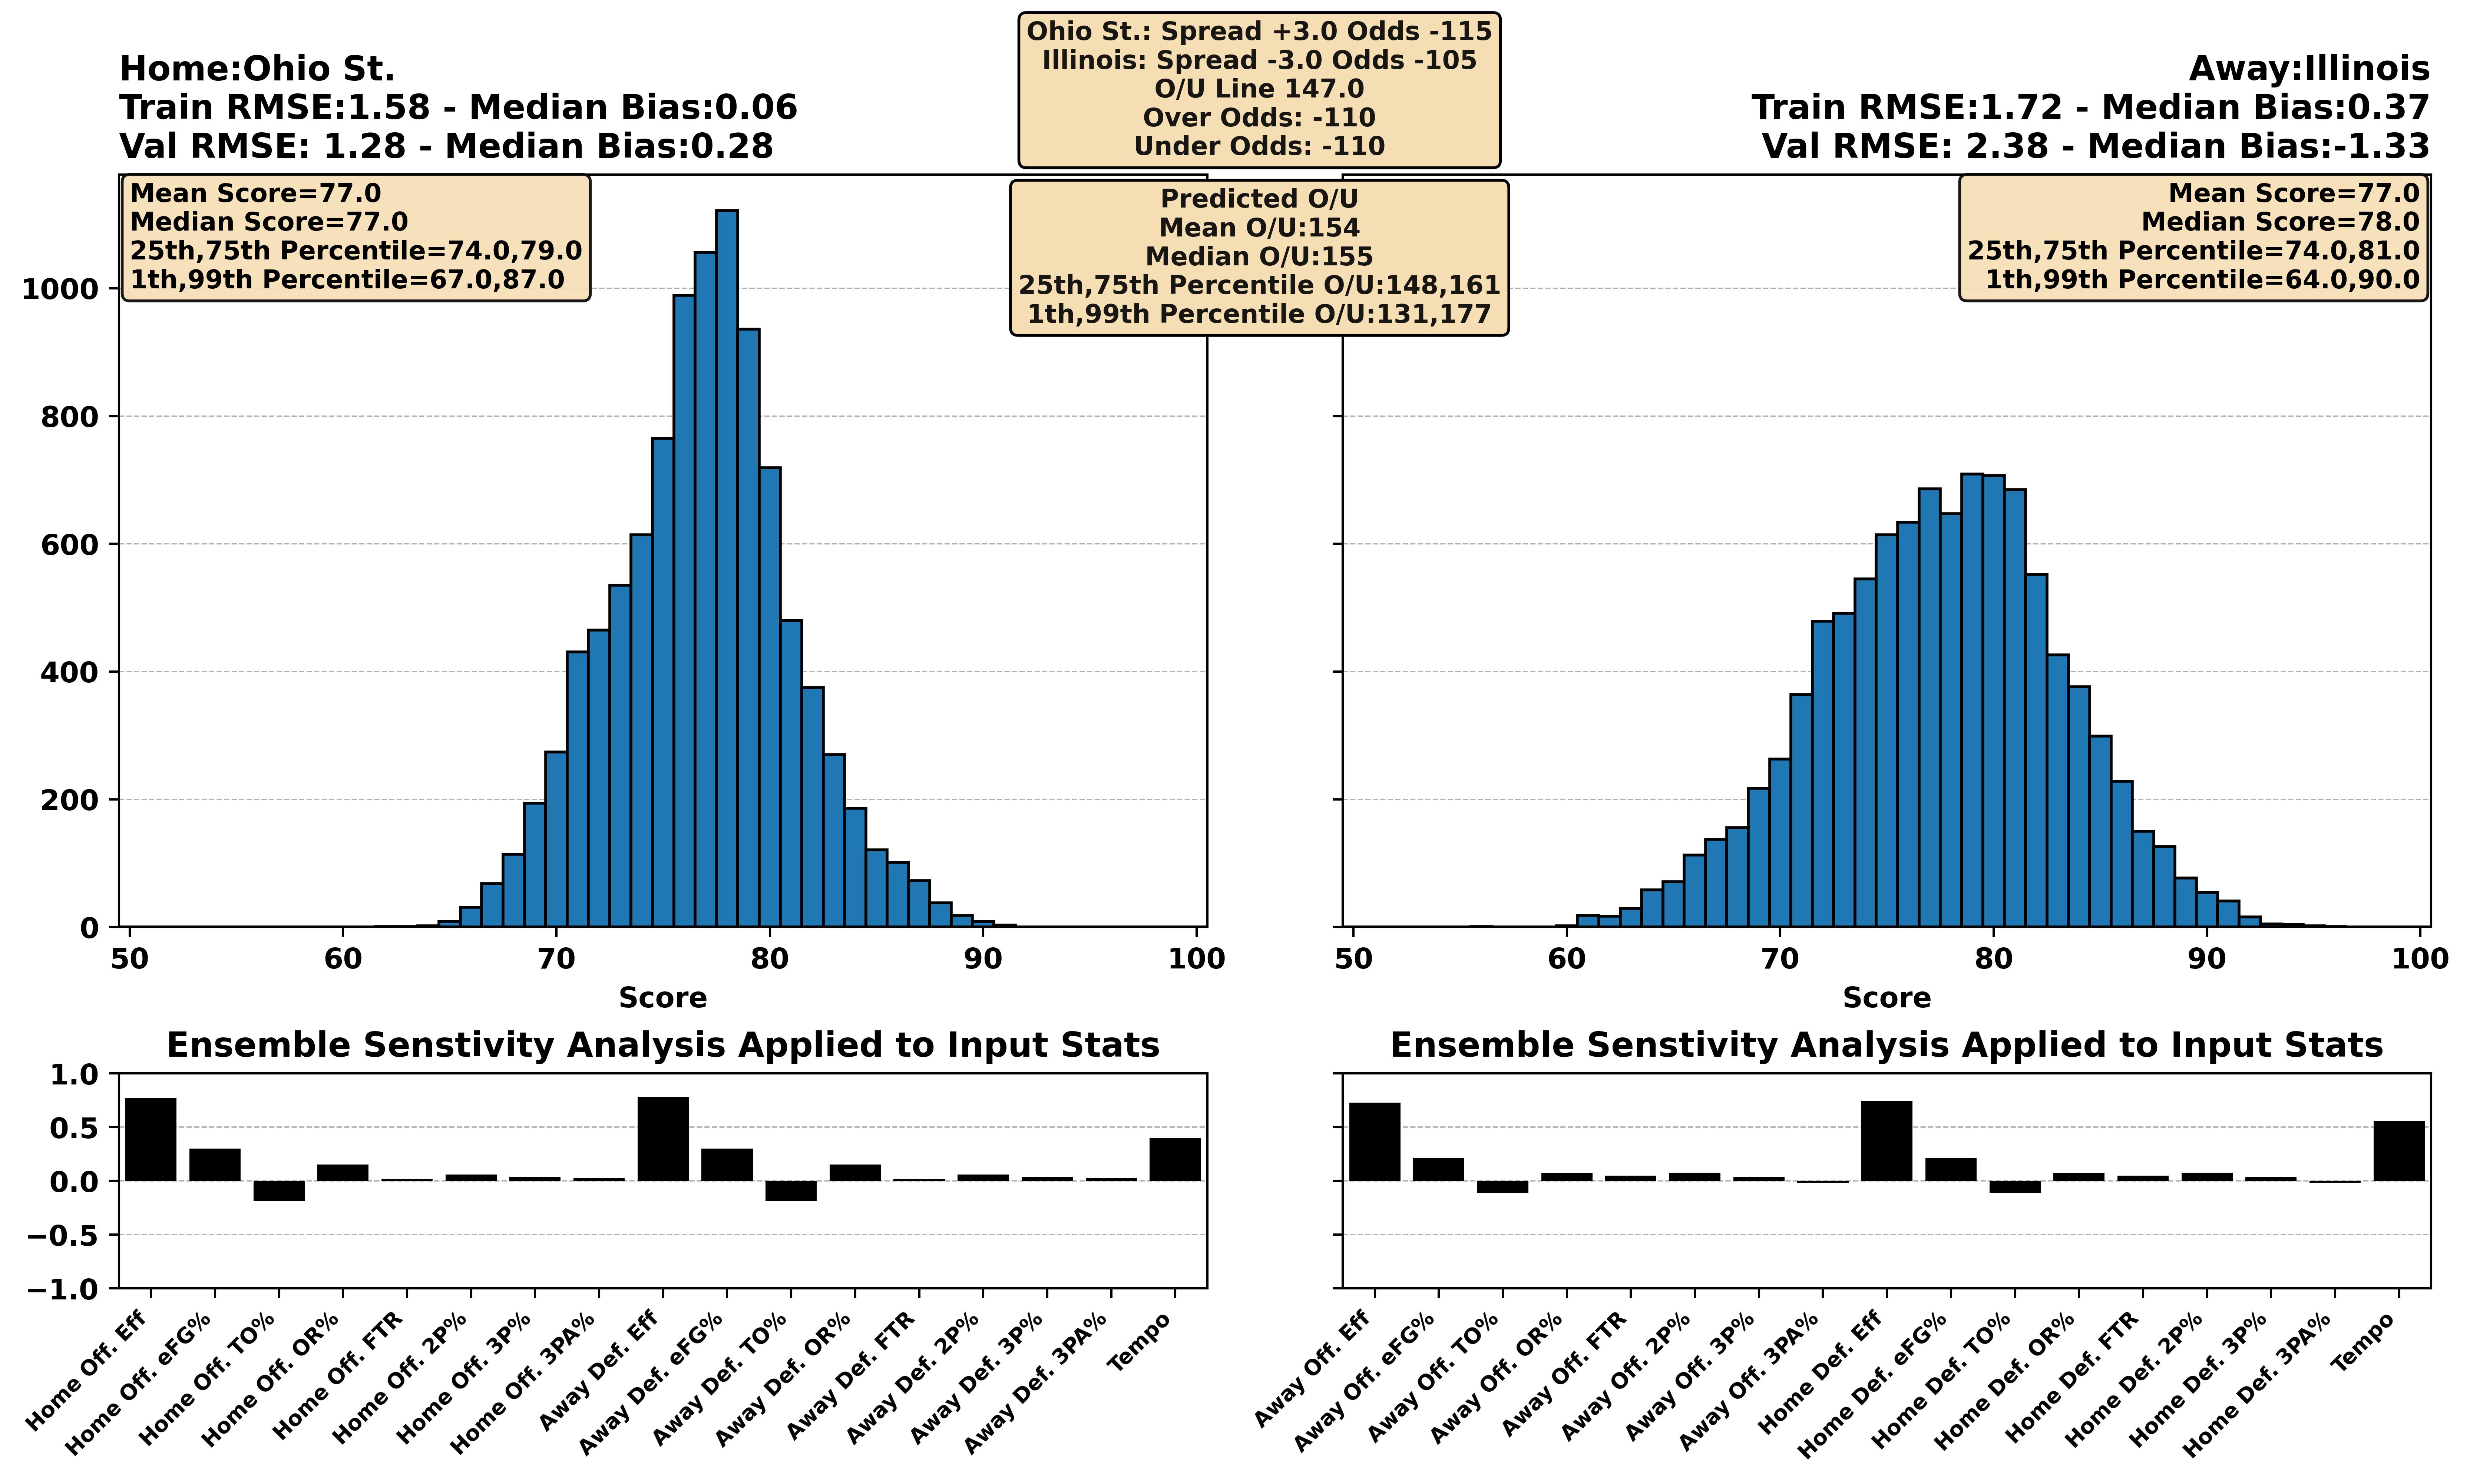 Ohio St.: Spread +3.0 Odds -115
Illinois: Spread -3.0 Odds -105
O/U Line 147.0
Over Odds: -110
Under Odds: -110
Home:Ohio St.
Train RMSE:1.58 - Median Bias:0.06
Val RMSE: 1.28 - Median Bias:0.28
Away:Illinois
Train RMSE:1.72 - Median Bias:0.37
Val RMSE: 2.38 - Median Bias:-1.33
Mean Score=77.0
Median Score=77.0
25th,75th Percentile=74.0,79.0
1th,99th Percentile=67.0,87.0
Predicted O/U
Mean O/U:154
Median O/U:155
25th,75th Percentile O/U:148,161
1th,99th Percentile O/U:131,177
Mean Score=77.0
Median Score=78.0
25th,75th Percentile=74.0,81.0
1th,99th Percentile=64.0,90.0
1000
800
600
400
200
0
50 60 70 80 90 100
Score
50 60 70 80 90 100
Score
Ensemble Senstivity Analysis Applied to Input Stats
1.0
0.5
0.0
−0.5
−1.0
Home Off. Eff
Home Off. eFG%
Home Off. TO%
Home Off. OR%
Home Off. FTR
Home Off. 2P%
Home Off. 3P%
Home Off. 3PA%
Away Def. Eff
Away Def. eFG%
Away Def. TO%
Away Def. OR%
Away Def. FTR
Away Def. 2P%
Away Def. 3P%
Away Def. 3PA%
Tempo
Ensemble Senstivity Analysis Applied to Input Stats
Away Off. Eff
Away Off. eFG%
Away Off. TO%
Away Off. OR%
Away Off. FTR
Away Off. 2P%
Away Off. 3P%
Away Off. 3PA%
Home Def. Eff
Home Def. eFG%
Home Def. TO%
Home Def. OR%
Home Def. FTR
Home Def. 2P%
Home Def. 3P%
Home Def. 3PA%
Tempo